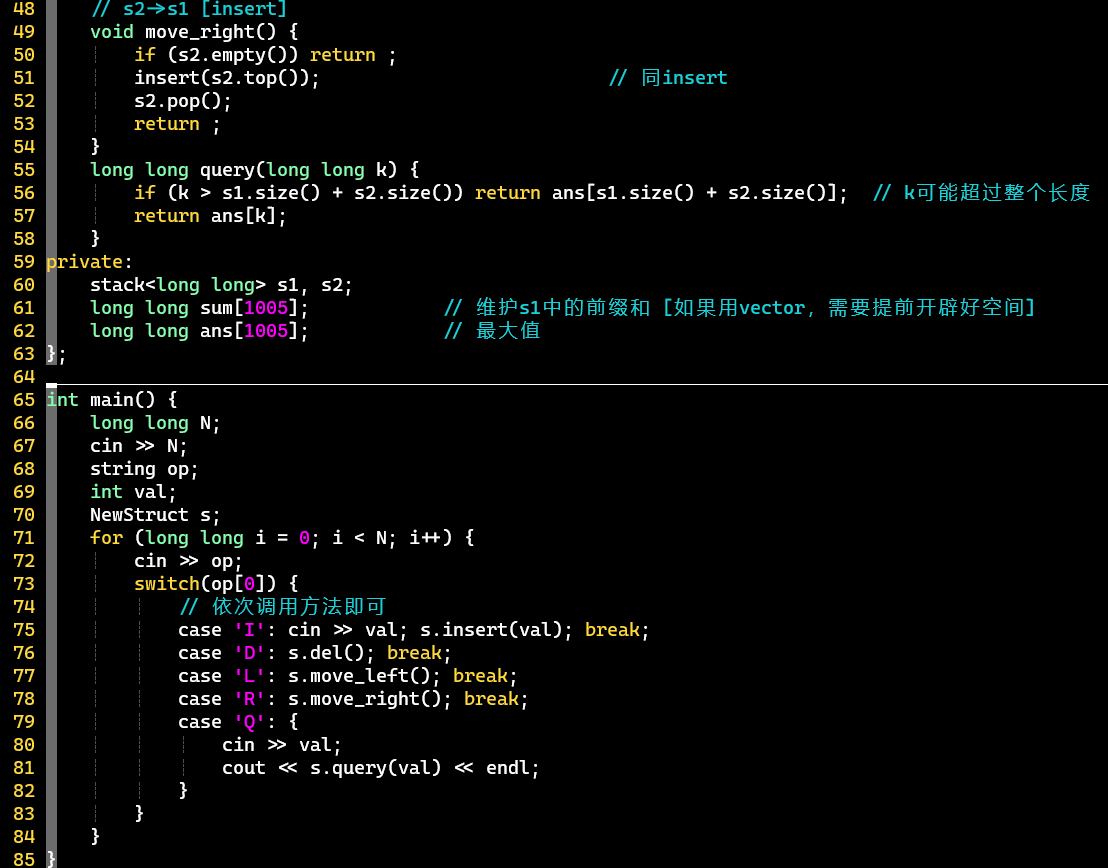 48     // s2->s1 [insert]
49     void move_right() {
50         if (s2.empty()) return ;
51         insert(s2.top());                          // 同insert
52         s2.pop();
53         return ;
54     }
55     long long query(long long k) {
56         if (k > s1.size() + s2.size()) return ans[s1.size() + s2.size()];  // k可能超过整个长度
57         return ans[k];
58     }
59 private:
60     stack<long long> s1, s2;
61     long long sum[1005];            // 维护s1中的前缀和 [如果用vector, 需要提前开辟好空间]
62     long long ans[1005];            // 最大值
63 };
64
65 int main() {
66     long long N;
67     cin >> N;
68     string op;
69     int val;
70     NewStruct s;
71     for (long long i = 0; i < N; i++) {
72         cin >> op;
73         switch(op[0]) {
74             // 依次调用方法即可
75             case 'I': cin >> val; s.insert(val); break;
76             case 'D': s.del(); break;
77             case 'L': s.move_left(); break;
78             case 'R': s.move_right(); break;
79             case 'Q': {
80                 cin >> val;
81                 cout << s.query(val) << endl;
82             }
83         }
84     }
85 }